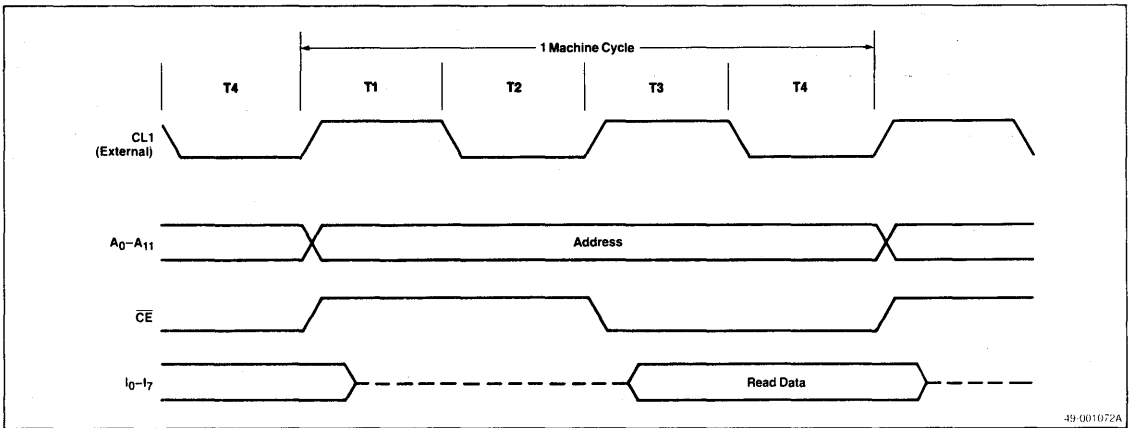 1 Machine Cycle
T4 T1 T2 T3 T4
CL1
(External)
A0–A11 Address
CE
I0–I7 Read Data
49-001072A